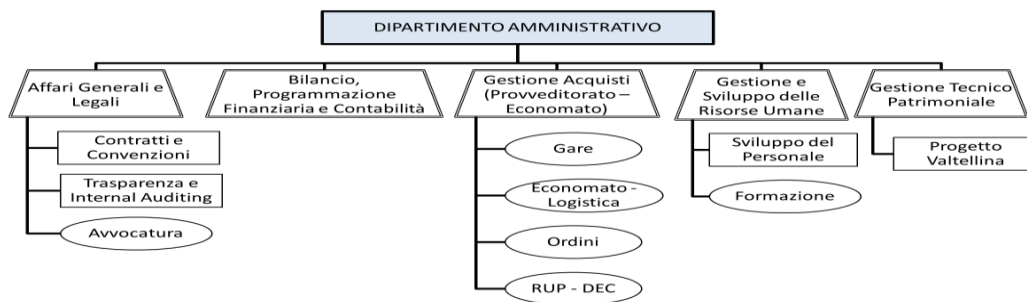 DIPARTIMENTO AMMINISTRATIVO
Affari Generali e
Legali
Bilancio,
Programmazione
Finanziaria e Contabilità
Gestione Acquisti
(Provveditorato –
Economato)
Gestione e
Sviluppo delle
Risorse Umane
Gestione Tecnico
Patrimoniale
Contratti e
Convenzioni
Trasparenza e
Internal Auditing
Avvocatura
Gare
Economato -
Logistica
Ordini
RUP - DEC
Sviluppo del
Personale
Formazione
Progetto
Valtellina